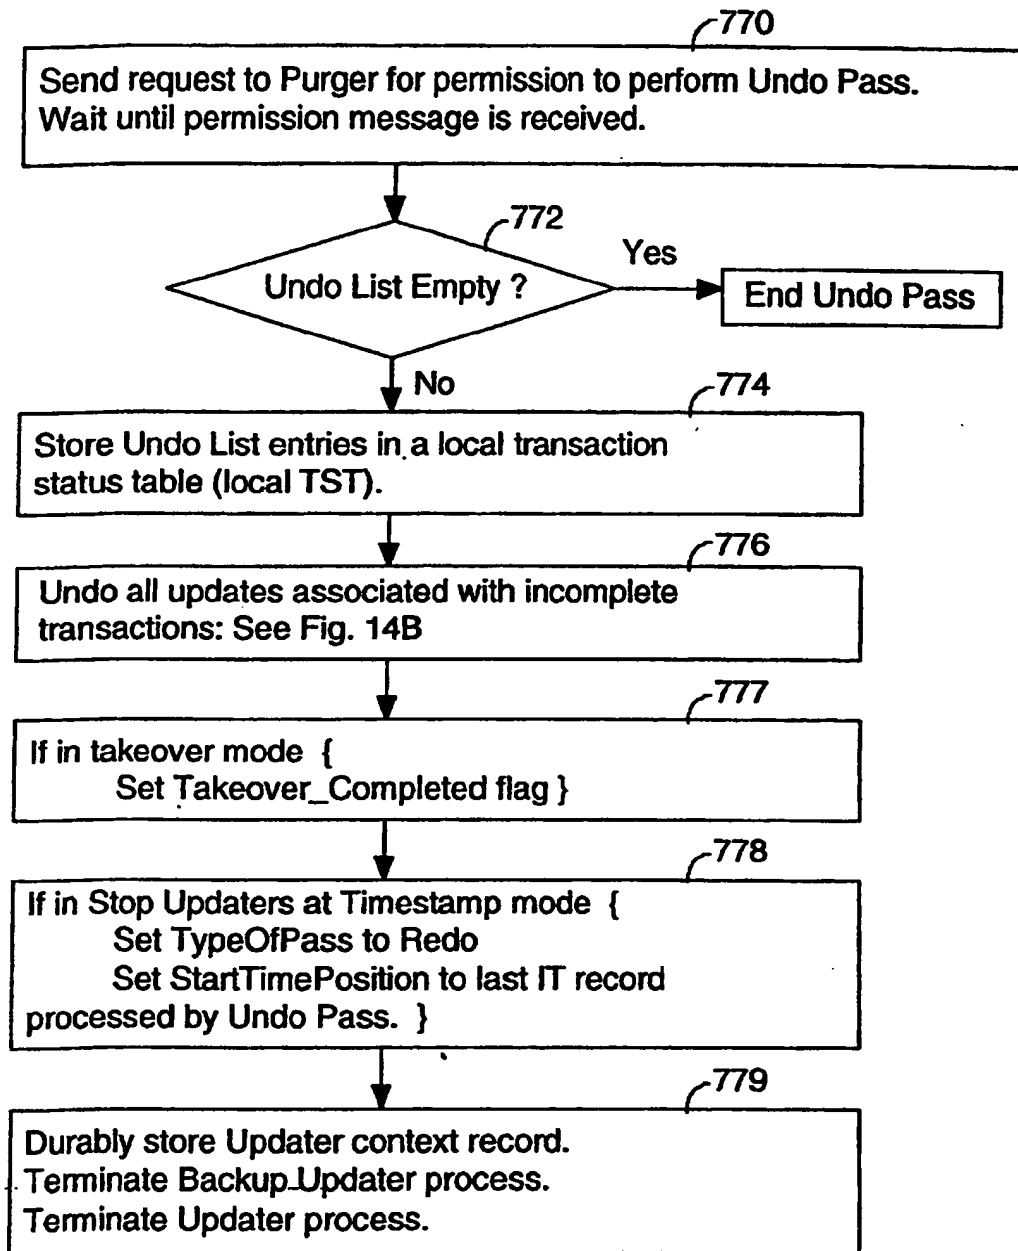 770
Send request to Purger for permission to perform Undo Pass.
Wait until permission message is received.
772
Undo List Empty ?
Yes
End Undo Pass
No
774
Store Undo List entries in a local transaction
status table (local TST).
776
Undo all updates associated with incomplete
transactions: See Fig. 14B
777
If in takeover mode {
Set Takeover_Completed flag }
778
If in Stop Updaters at Timestamp mode {
Set TypeOfPass to Redo
Set StartTimePosition to last IT record
processed by Undo Pass. }
779
Durably store Updater context record.
Terminate Backup_Updater process.
Terminate Updater process.